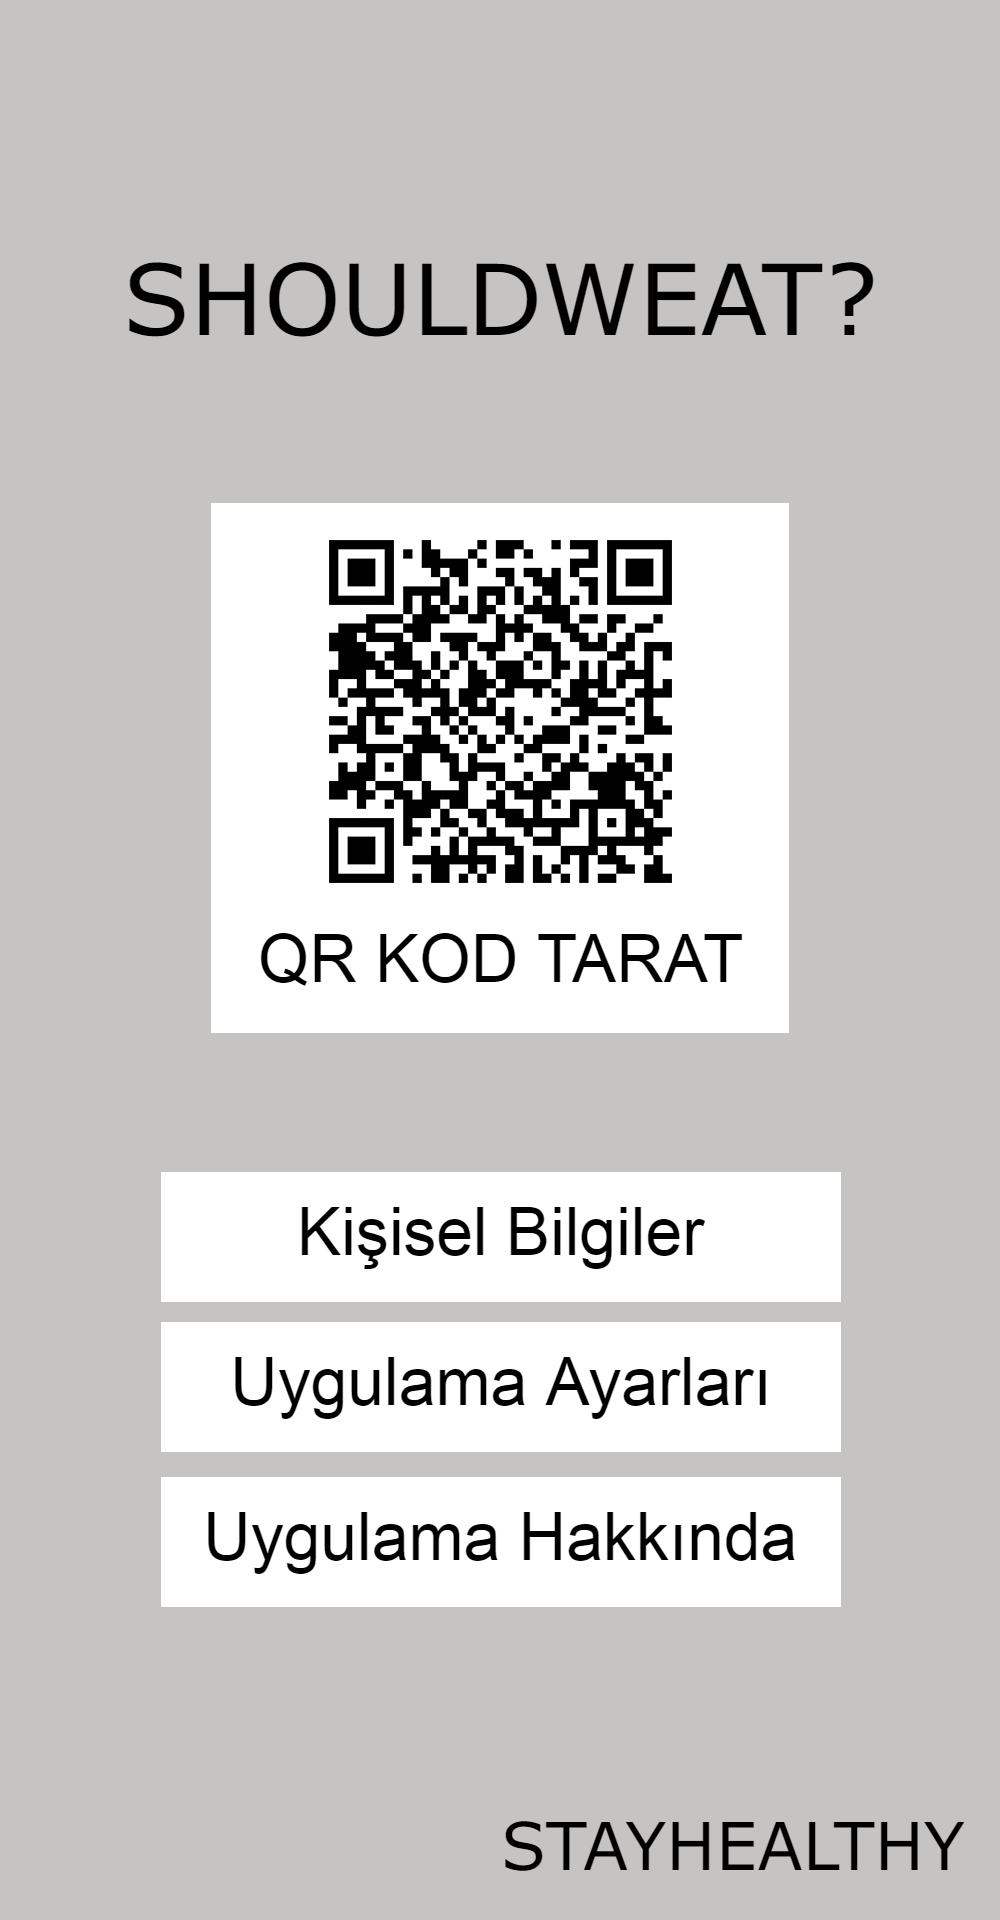 SHOULDWEAT?
QR KOD TARAT
Kişisel Bilgiler
Uygulama Ayarları
Uygulama Hakkında
STAYHEALTHY